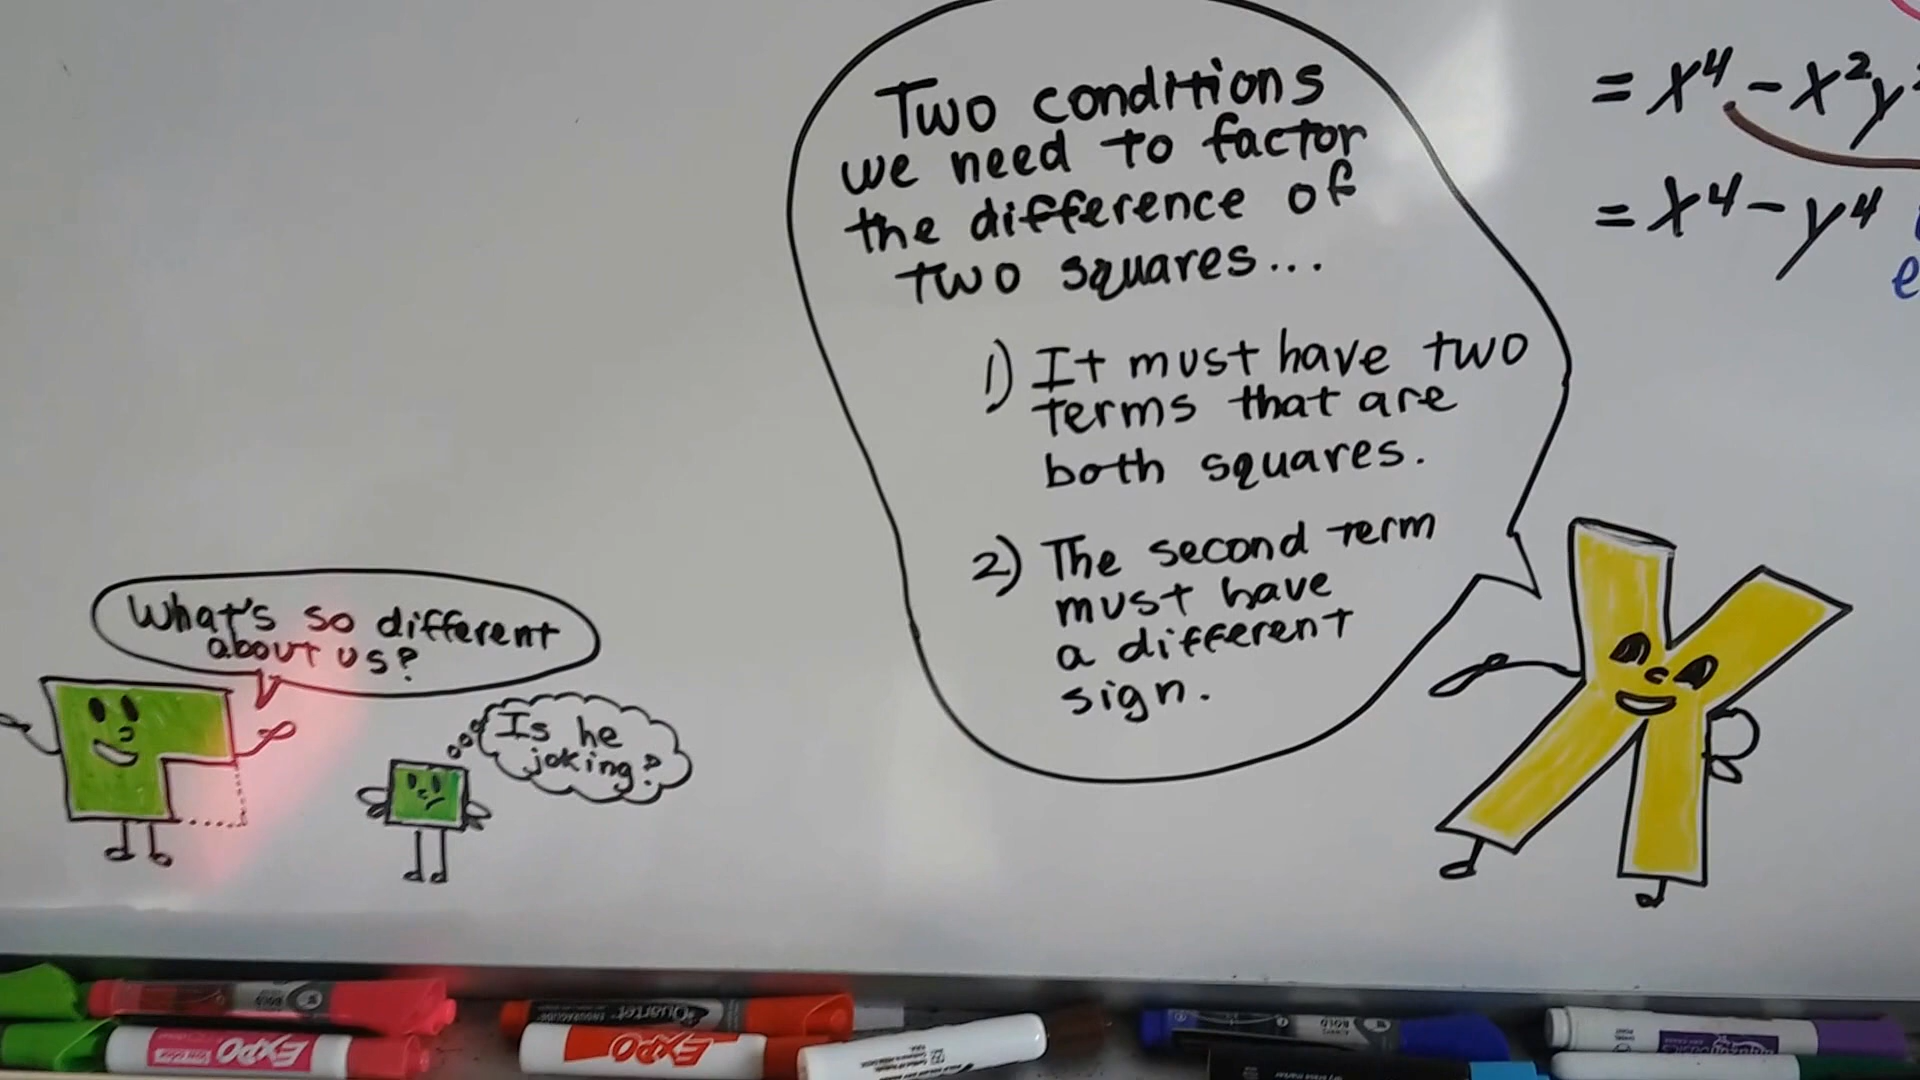 Two conditions
we need to factor
the difference of
two squares...
1) It must have two
terms that are
both squares.
2) The second term
must have
a different
sign.
= x⁴ - x²y²
= x⁴ - y⁴
e
What's so different
about us?
Is he
joking?
EXPO
EXPO
Quartet